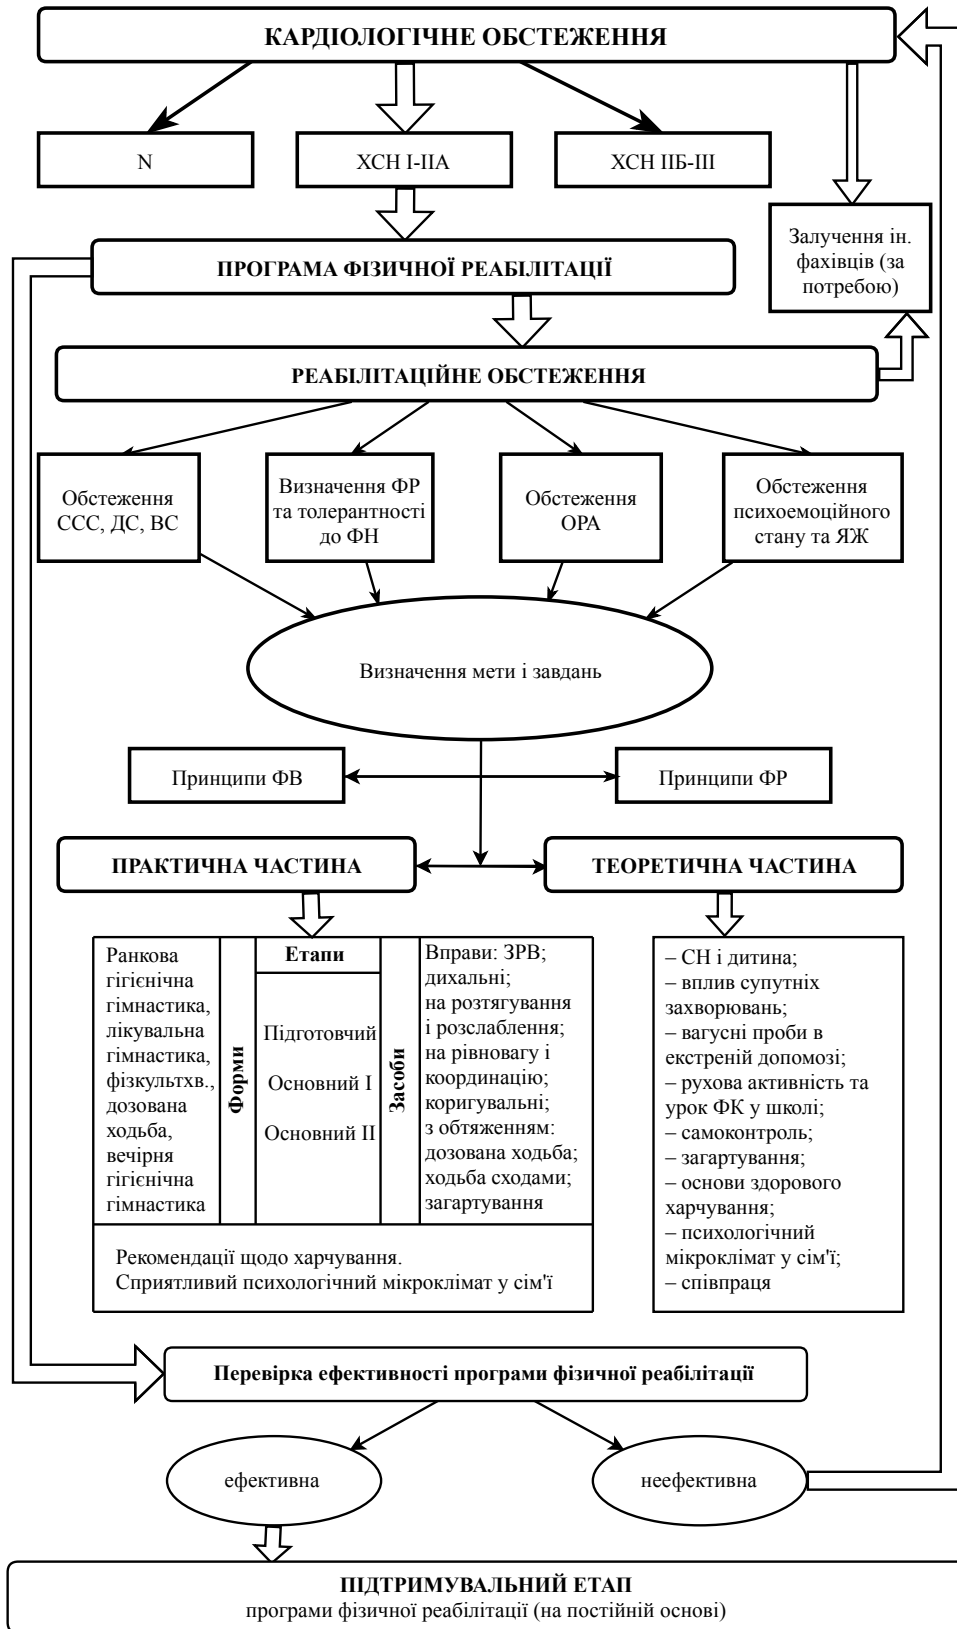 КАРДІОЛОГІЧНЕ ОБСТЕЖЕННЯ
N
ХСН І-ІІА
ХСН ІІБ-ІІІ
Залучення ін.
фахівців (за
потребою)
ПРОГРАМА ФІЗИЧНОЇ РЕАБІЛІТАЦІЇ
РЕАБІЛІТАЦІЙНЕ ОБСТЕЖЕННЯ
Обстеження
ССС, ДС, ВС
Визначення ФР
та толерантності
до ФН
Обстеження
ОРА
Обстеження
психоемоційного
стану та ЯЖ
Визначення мети і завдань
Принципи ФВ
Принципи ФР
ПРАКТИЧНА ЧАСТИНА
ТЕОРЕТИЧНА ЧАСТИНА
Ранкова
гігієнічна
гімнастика,
лікувальна
гімнастика,
фізкультхв.,
дозована
ходьба,
вечірня
гігієнічна
гімнастика
Форми
Етапи
Підготовчий
Основний І
Основний ІІ
Засоби
Вправи: ЗРВ;
дихальні;
на розтягування
і розслаблення;
на рівновагу і
координацію;
коригувальні;
з обтяженням:
дозована ходьба;
ходьба сходами;
загартування
Рекомендації щодо харчування.
Сприятливий психологічний мікроклімат у сім'ї
– СН і дитина;
– вплив супутніх
захворювань;
– вагусні проби в
екстреній допомозі;
– рухова активність та
урок ФК у школі;
– самоконтроль;
– загартування;
– основи здорового
харчування;
– психологічний
мікроклімат у сім'ї;
– співпраця
Перевірка ефективності програми фізичної реабілітації
ефективна
неефективна
ПІДТРИМУВАЛЬНИЙ ЕТАП
програми фізичної реабілітації (на постійній основі)